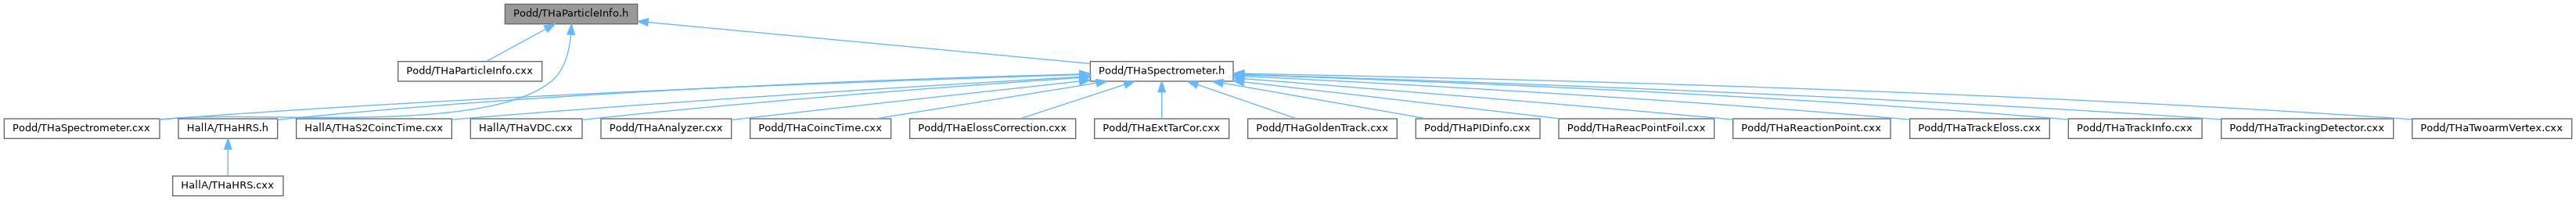 Podd/THaParticleInfo.h
Podd/THaParticleInfo.cxx
Podd/THaSpectrometer.h
Podd/THaSpectrometer.cxx
HallA/THaHRS.h
HallA/THaS2CoincTime.cxx
HallA/THaVDC.cxx
Podd/THaAnalyzer.cxx
Podd/THaCoincTime.cxx
Podd/THaElossCorrection.cxx
Podd/THaExtTarCor.cxx
Podd/THaGoldenTrack.cxx
Podd/THaPIDinfo.cxx
Podd/THaReacPointFoil.cxx
Podd/THaReactionPoint.cxx
Podd/THaTrackEloss.cxx
Podd/THaTrackInfo.cxx
Podd/THaTrackingDetector.cxx
Podd/THaTwoarmVertex.cxx
HallA/THaHRS.cxx